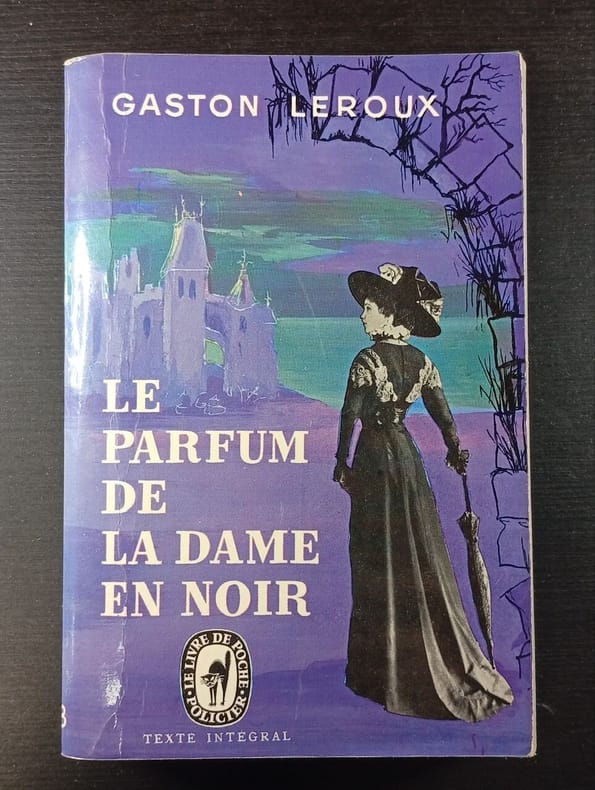 GASTON LEROUX
LE
PARFUM
DE
LA DAME
EN NOIR
LE LIVRE DE POCHE
POLICIER
TEXTE INTÉGRAL